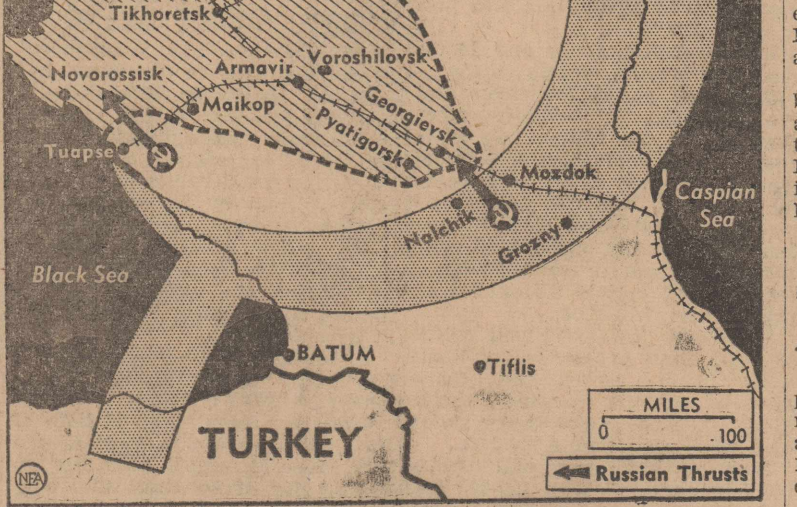 Tikhoretsk
Novorossisk
Armavir
Voroshilovsk
Maikop
Georgievsk
Pyatigorsk
Tuapse
Mozdok
Caspian
Sea
Nalchik
Grozny
Black Sea
BATUM
Tiflis
MILES
0 100
TURKEY
Russian Thrusts
NEA